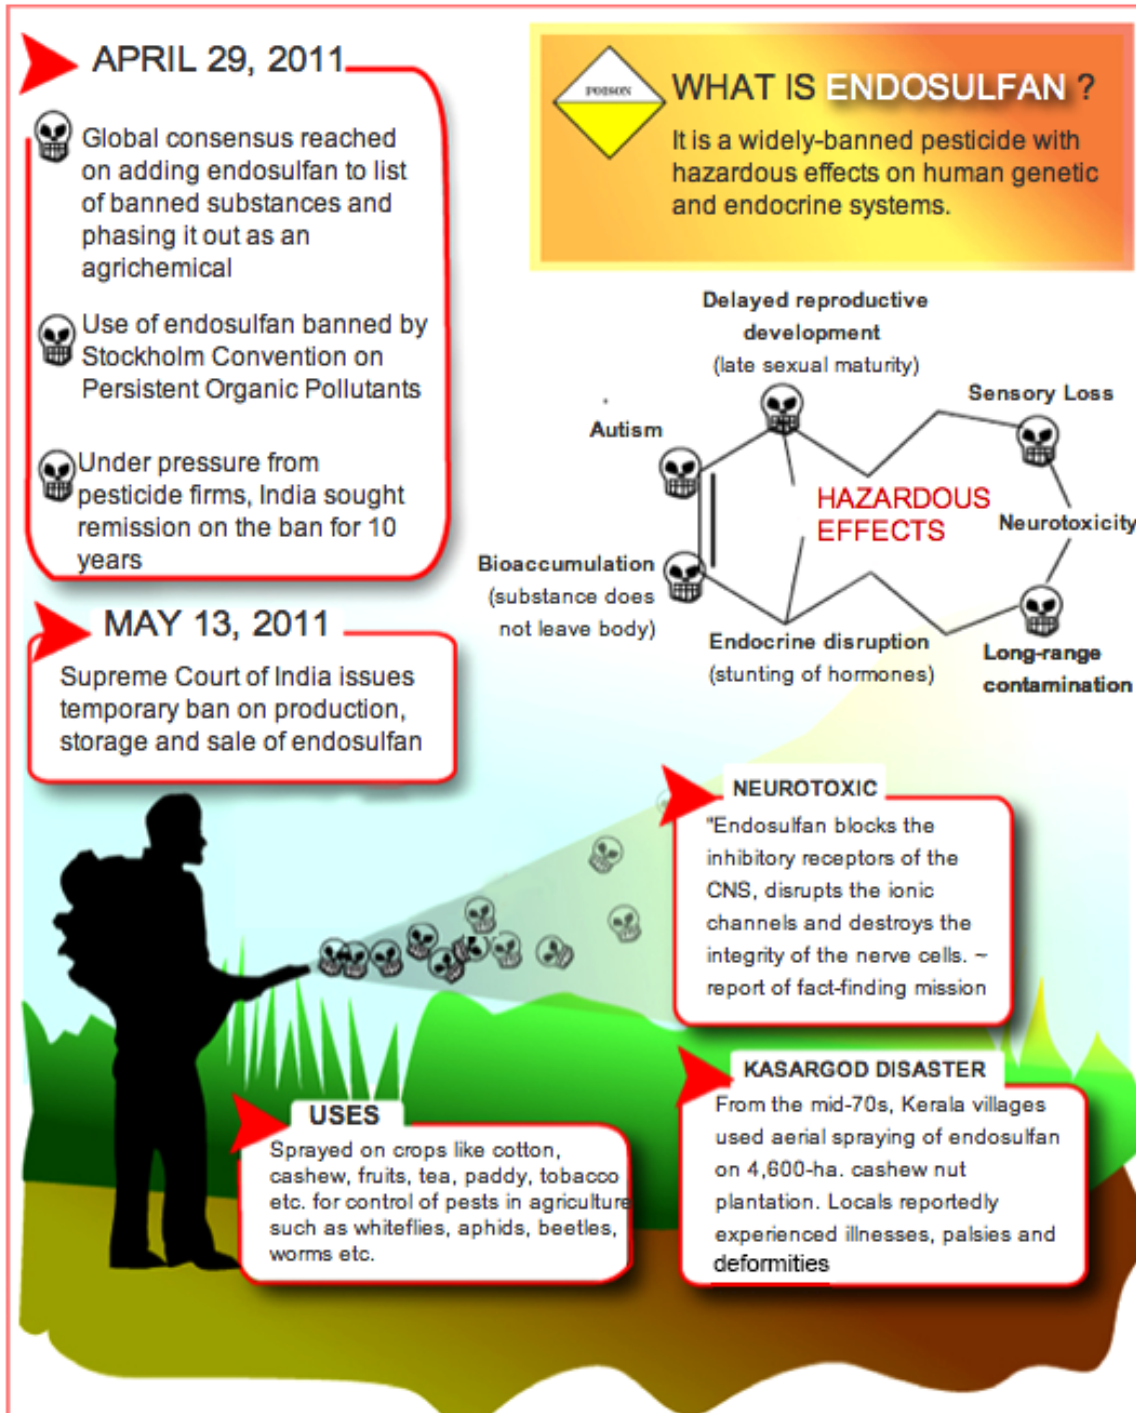 APRIL 29, 2011
Global consensus reached
on adding endosulfan to list
of banned substances and
phasing it out as an
agrichemical
Use of endosulfan banned by
Stockholm Convention on
Persistent Organic Pollutants
Under pressure from
pesticide firms, India sought
remission on the ban for 10
years
MAY 13, 2011
Supreme Court of India issues
temporary ban on production,
storage and sale of endosulfan
POISON
WHAT IS ENDOSULFAN ?
It is a widely-banned pesticide with
hazardous effects on human genetic
and endocrine systems.
Delayed reproductive
development
(late sexual maturity)
Sensory Loss
Autism
HAZARDOUS
EFFECTS
Neurotoxicity
Bioaccumulation
(substance does
not leave body)
Endocrine disruption
(stunting of hormones)
Long-range
contamination
NEUROTOXIC
"Endosulfan blocks the
inhibitory receptors of the
CNS, disrupts the ionic
channels and destroys the
integrity of the nerve cells. ~
report of fact-finding mission
USES
Sprayed on crops like cotton,
cashew, fruits, tea, paddy, tobacco
etc. for control of pests in agriculture
such as whiteflies, aphids, beetles,
worms etc.
KASARGOD DISASTER
From the mid-70s, Kerala villages
used aerial spraying of endosulfan
on 4,600-ha. cashew nut
plantation. Locals reportedly
experienced illnesses, palsies and
deformities